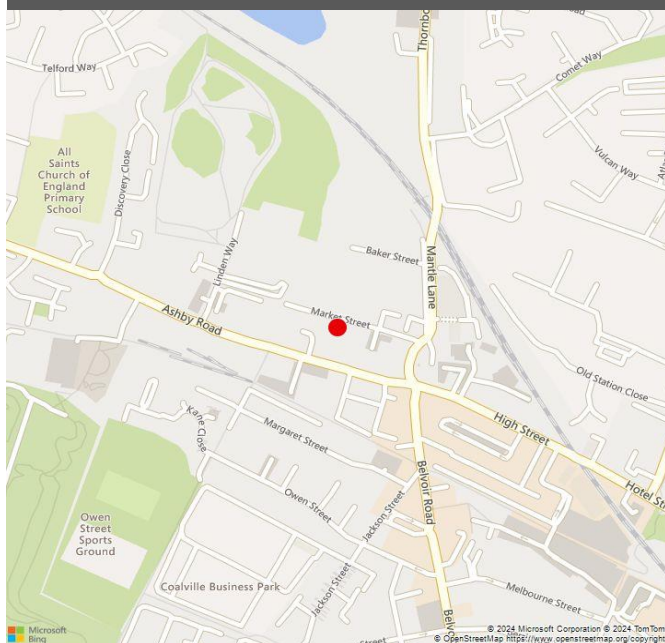 Thornbo
Comet Way
Telford Way
Vulcan Way
All
Saints
Church of
England
Primary
School
Discovery Close
Linden Way
Baker Street
Mantle Lane
Market Street
Ashby Road
Old Station Close
High Street
Kane Close
Margaret Street
Belvoir Road
Hotel St
Owen Street
Jackson Street
Owen
Street
Sports
Ground
Coalville Business Park
Jackson Street
Melbourne Street
Belvo
Microsoft
Bing
© 2024 Microsoft Corporation © 2024 TomTom
© OpenStreetMap https://www.openstreetmap.org/copyright